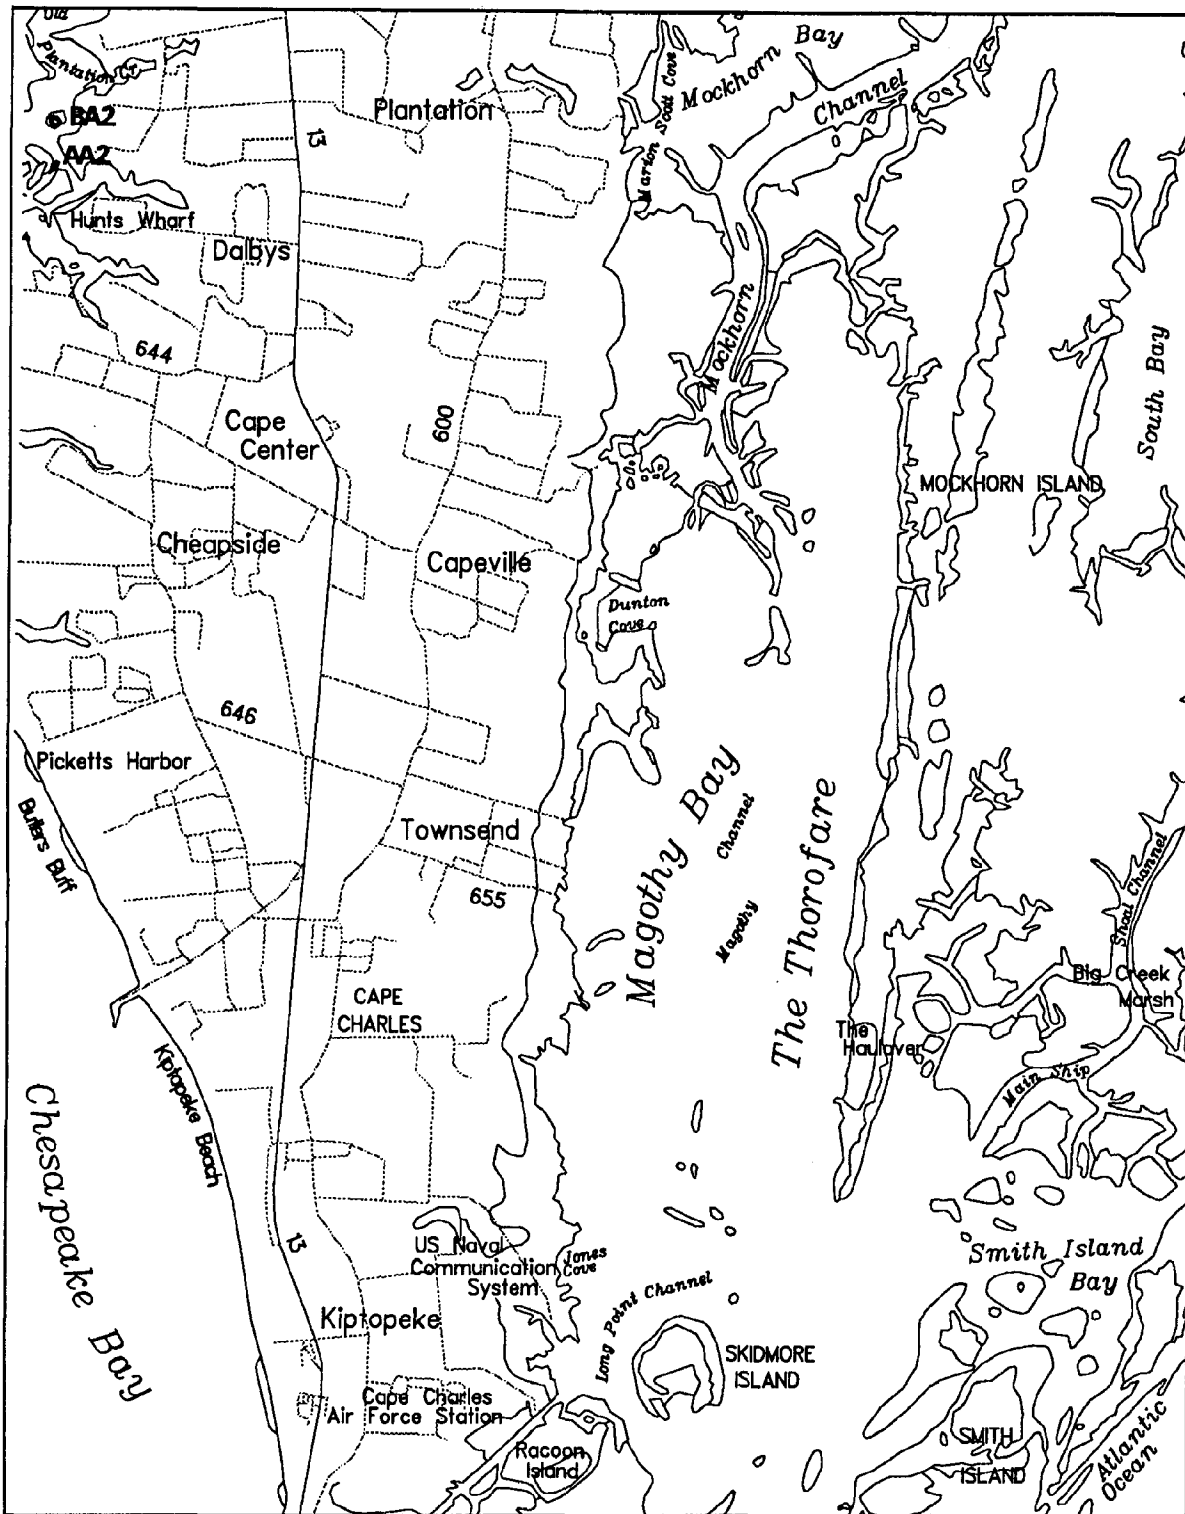 Old
Plantation Cr
BA2
AA2
Hunts Wharf
Dalbys
13
Plantation
Marion Scott Cove
Mockhorn Bay
Channel
Mockhorn
644
Cape
Center
600
South Bay
MOCKHORN ISLAND
Cheapside
Capeville
Dunton
Cove
646
Picketts Harbor
Butlers Bluff
Townsend
655
Magothy Bay
Channel
Magothy
The Thorofare
Shoal Channel
Big Creek
Marsh
The
Haulover
Main Ship
CAPE
CHARLES
Kiptopeke Beach
Chesapeake Bay
13
US Naval
Communication
System
Jones
Cove
Long Point Channel
Smith Island
Bay
Kiptopeke
SKIDMORE
ISLAND
Cape Charles
Air Force Station
Racoon
Island
SMITH
ISLAND
Atlantic
Ocean